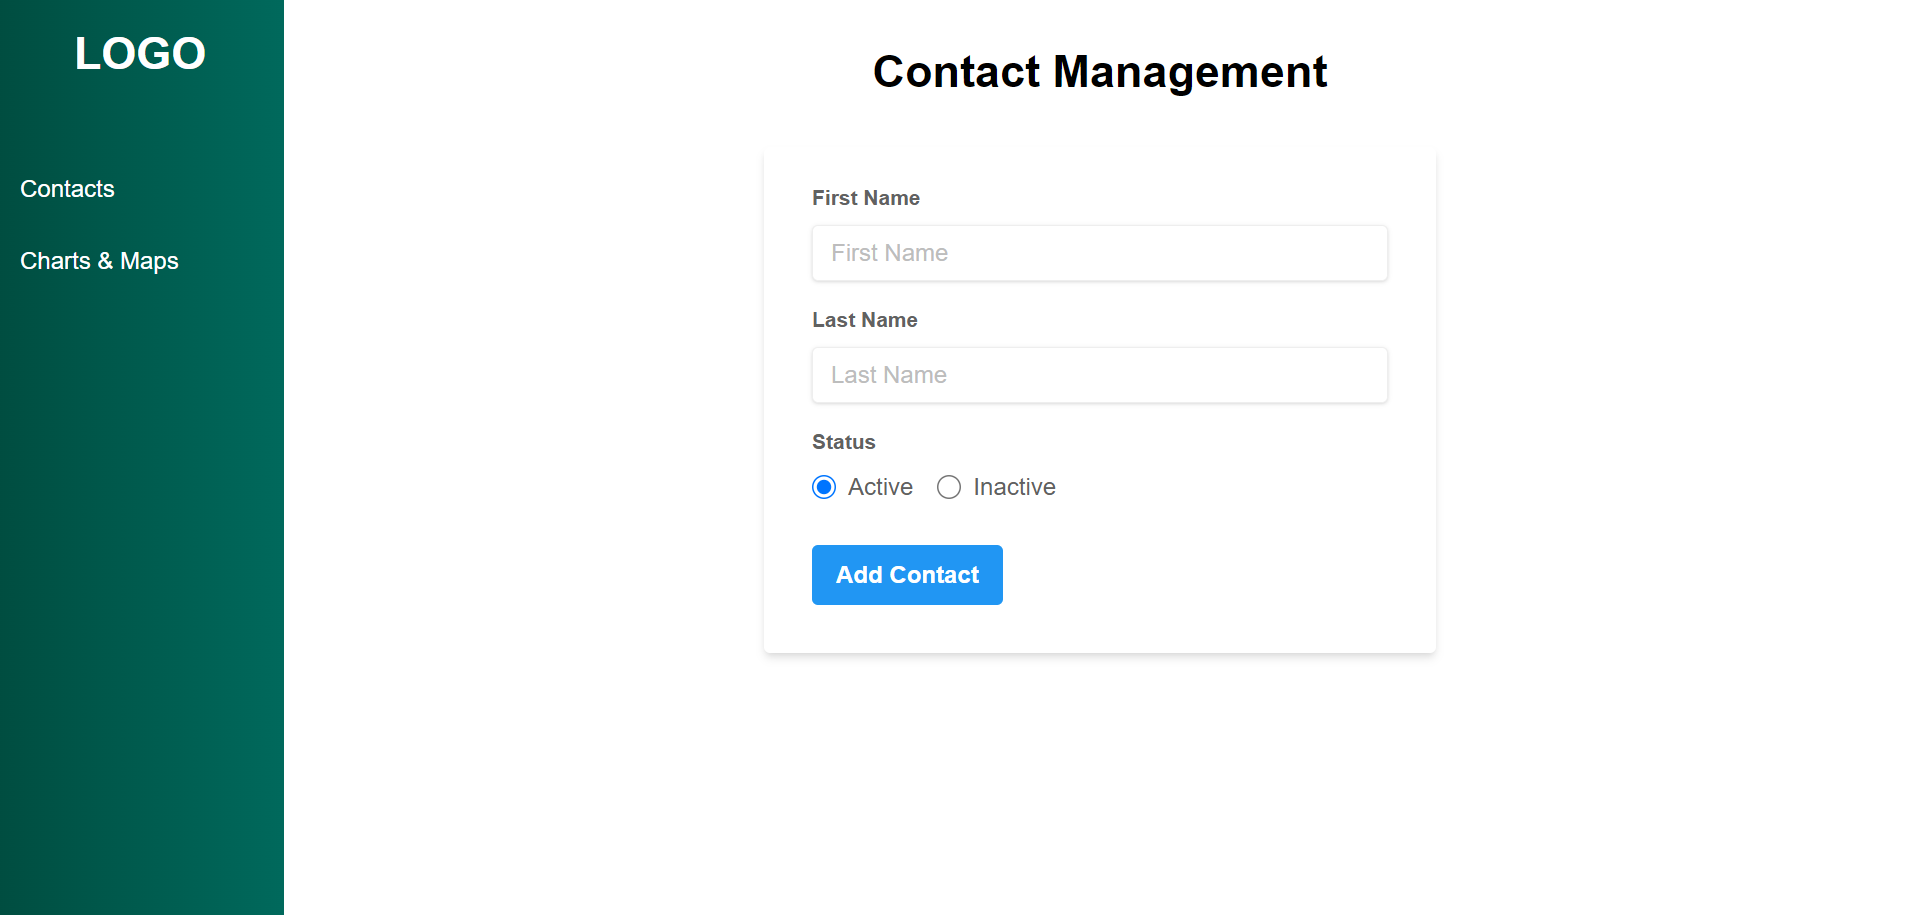 LOGO
Contacts
Charts & Maps
Contact Management
First Name
First Name
Last Name
Last Name
Status
Active Inactive
Add Contact